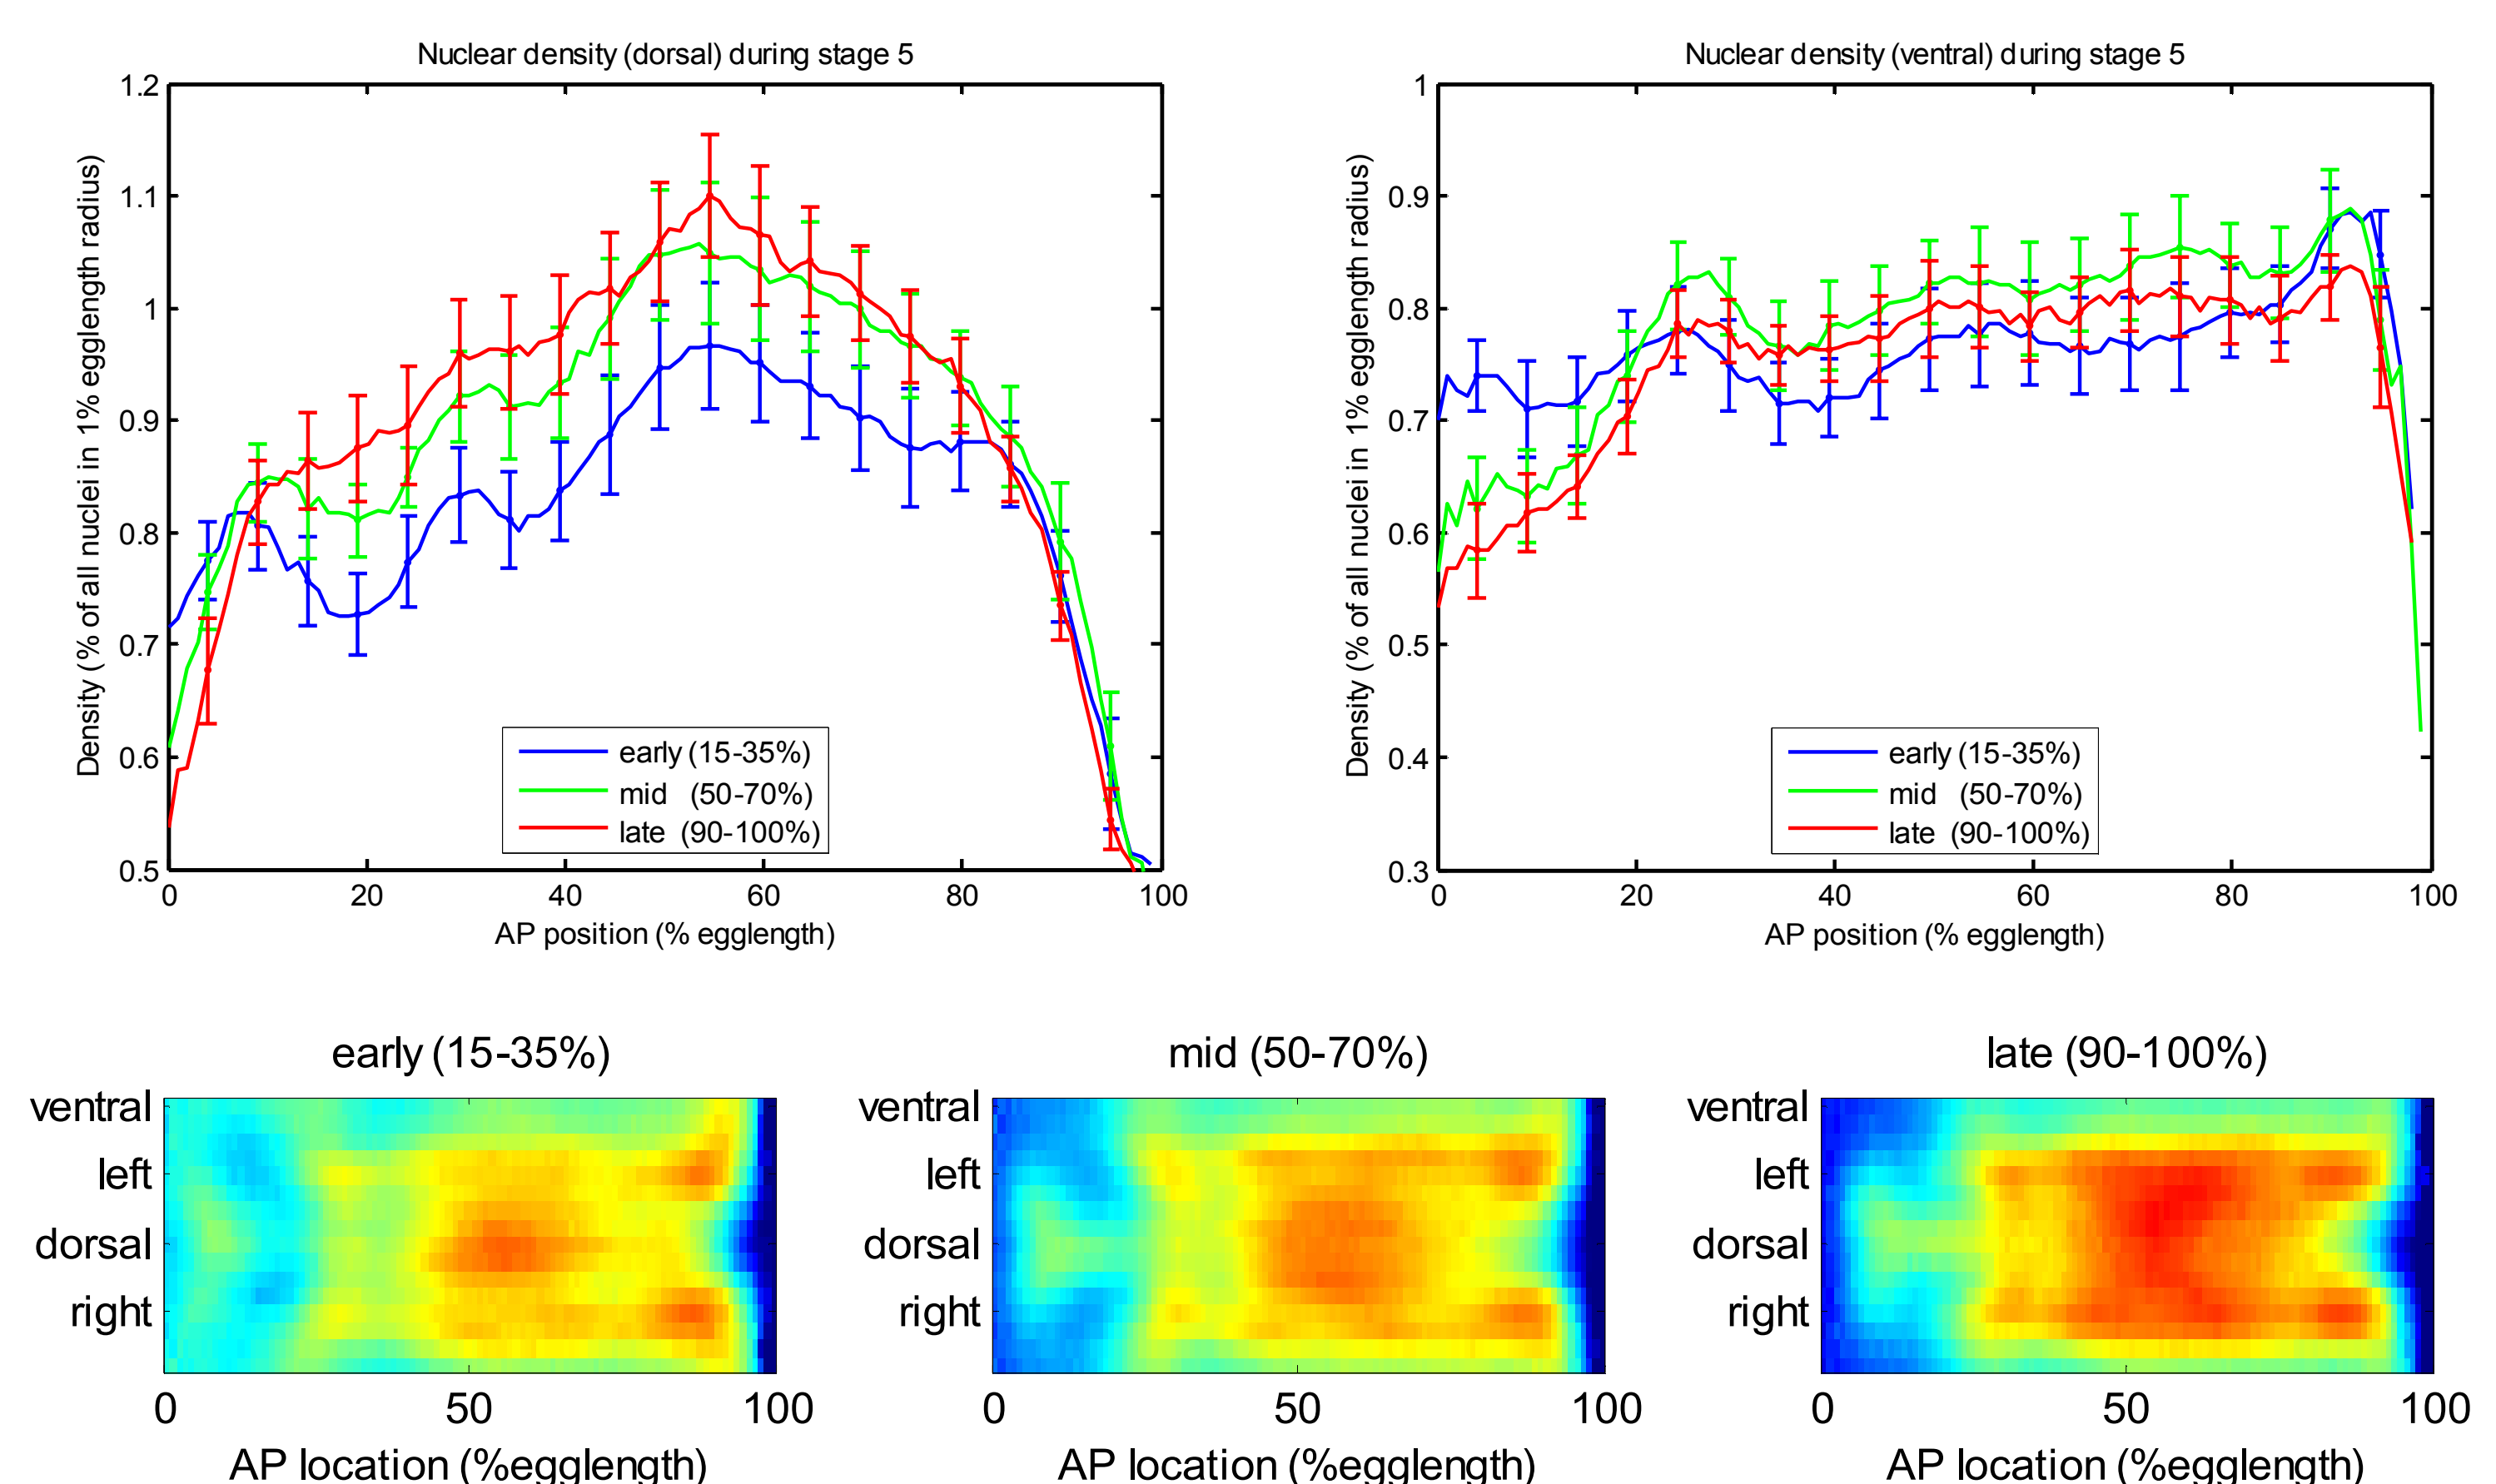 Nuclear density (dorsal) during stage 5
Density (% of all nuclei in 1% egglength radius)
1.2
1.1
1
0.9
0.8
0.7
0.6
0.5
0 20 40 60 80 100
AP position (% egglength)
early (15-35%)
mid (50-70%)
late (90-100%)
Nuclear density (ventral) during stage 5
Density (% of all nuclei in 1% egglength radius)
1
0.9
0.8
0.7
0.6
0.5
0.4
0.3
0 20 40 60 80 100
AP position (% egglength)
early (15-35%)
mid (50-70%)
late (90-100%)
early (15-35%)
ventral
left
dorsal
right
0 50 100
AP location (%egglength)
mid (50-70%)
ventral
left
dorsal
right
0 50 100
AP location (%egglength)
late (90-100%)
ventral
left
dorsal
right
0 50 100
AP location (%egglength)